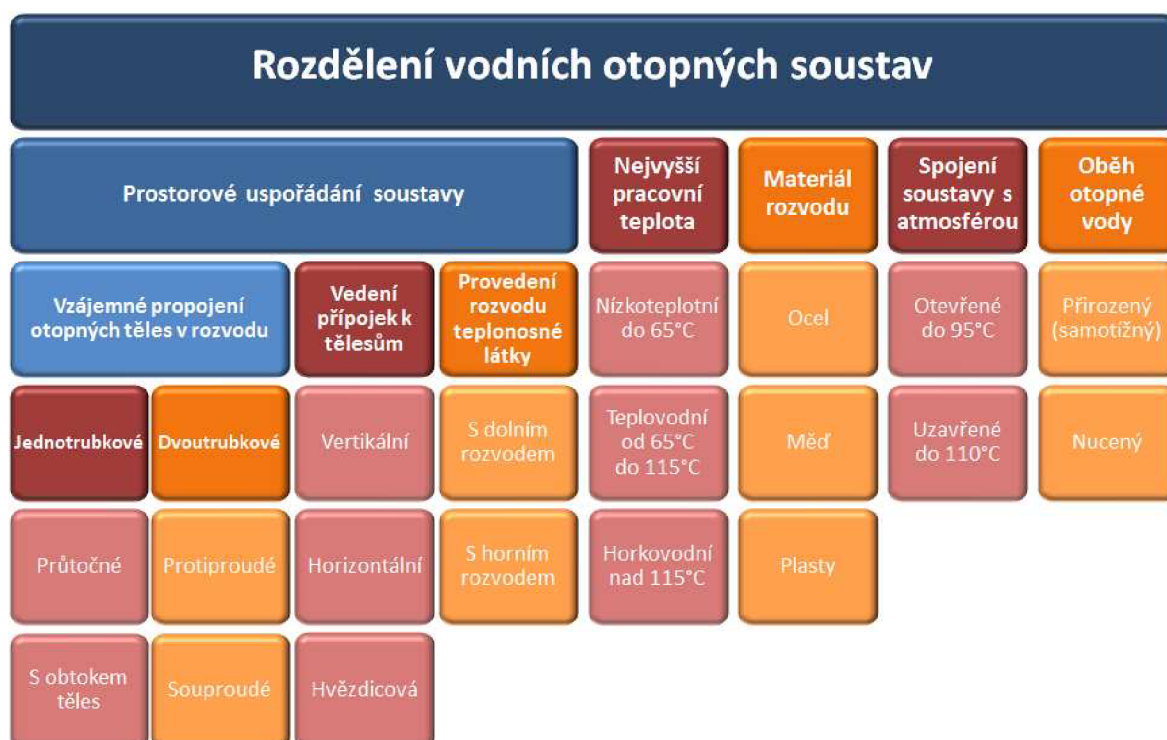 Rozdělení vodních otopných soustav
Prostorové uspořádání soustavy
Nejvyšší
pracovní
teplota
Materiál
rozvodu
Spojení
soustavy s
atmosférou
Oběh
otopné
vody
Vzájemné propojení
otopných těles v rozvodu
Vedení
přípojek k
tělesům
Provedení
rozvodu
teplonosné
látky
Nízkoteplotní
do 65°C
Ocel
Otevřené
do 95°C
Přirozený
(samotížný)
Jednotrubkové
Dvoutrubkové
Vertikální
S dolním
rozvodem
Teplovodní
od 65°C
do 115°C
Měď
Uzavřené
do 110°C
Nucený
Průtočné
Protiproudé
Horizontální
S horním
rozvodem
Horkovodní
nad 115°C
Plasty
S obtokem
těles
Souproudé
Hvězdicová